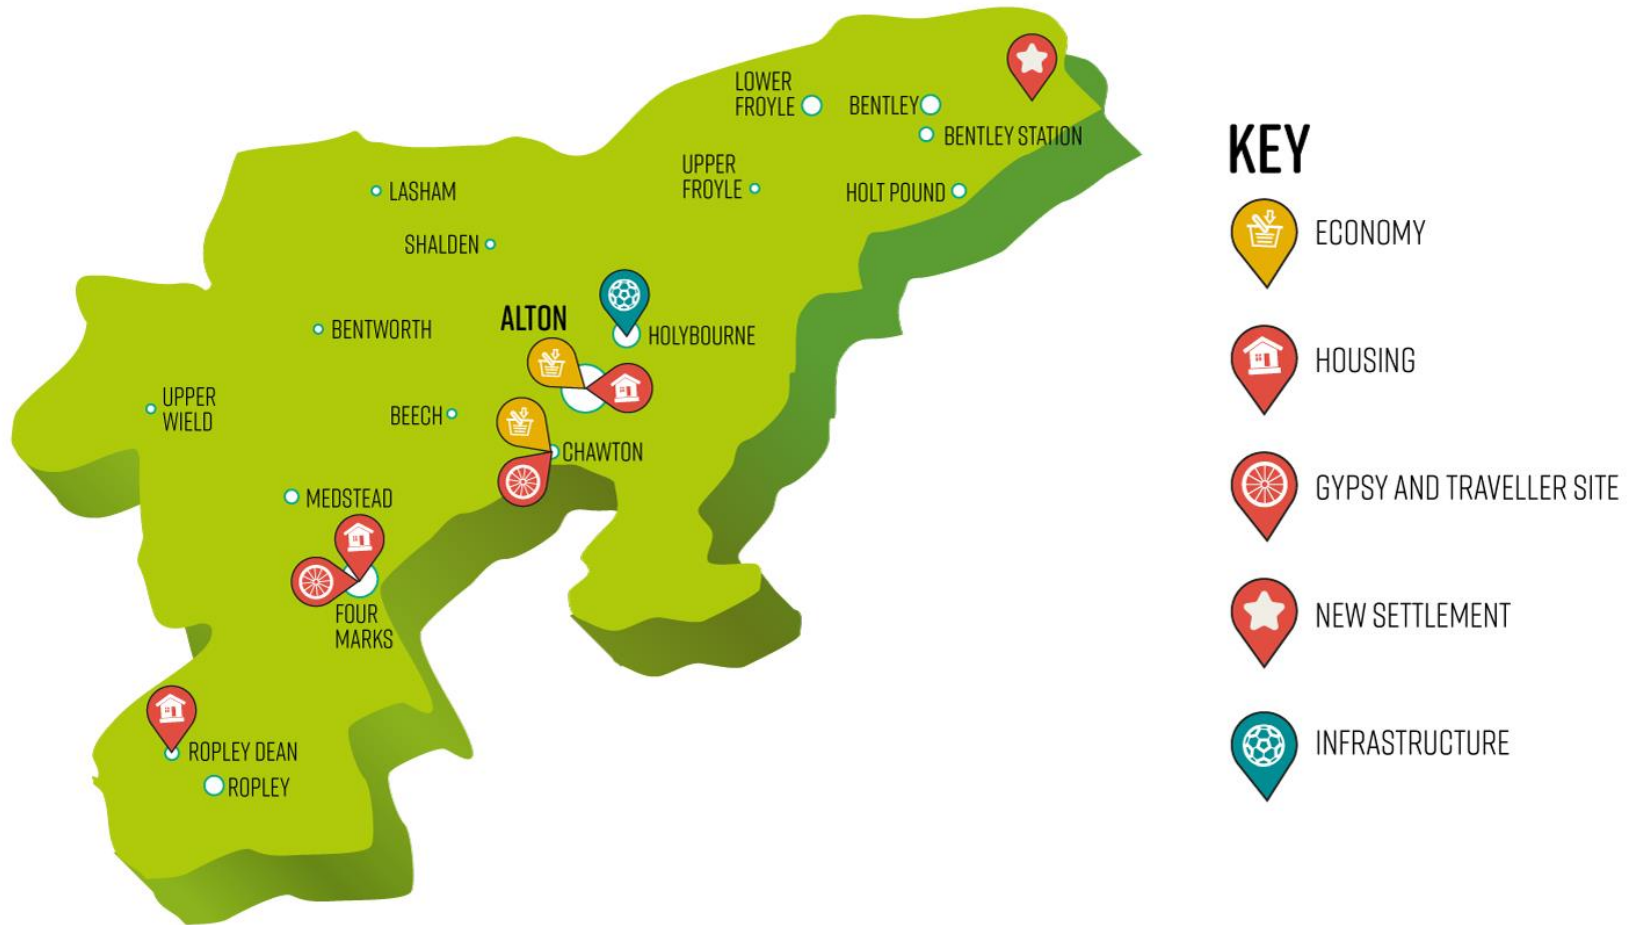 LOWER
FROYLE
BENTLEY
BENTLEY STATION
UPPER
FROYLE
HOLT POUND
LASHAM
SHALDEN
ALTON
HOLYBOURNE
BENTWORTH
UPPER
WIELD
BEECH
CHAWTON
MEDSTEAD
FOUR
MARKS
ROPLEY DEAN
ROPLEY
KEY
ECONOMY
HOUSING
GYPSY AND TRAVELLER SITE
NEW SETTLEMENT
INFRASTRUCTURE